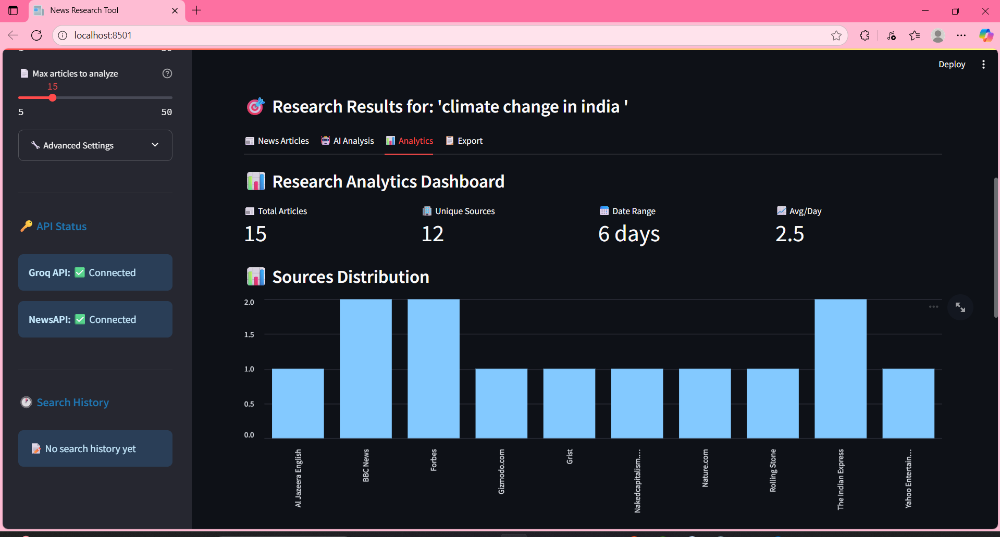 News Research Tool
localhost:8501
Deploy
Max articles to analyze
15
5 50
Advanced Settings
API Status
Groq API: ✅ Connected
NewsAPI: ✅ Connected
Search History
No search history yet
Research Results for: 'climate change in india '
News Articles AI Analysis Analytics Export
Research Analytics Dashboard
Total Articles Unique Sources Date Range Avg/Day
15 12 6 days 2.5
Sources Distribution
2.0
1.5
1.0
0.5
0.0
Al Jazeera English
BBC News
Forbes
Gizmodo.com
Grist
Nakedcapitalism.…
Nature.com
Rolling Stone
The Indian Express
Yahoo Entertain…